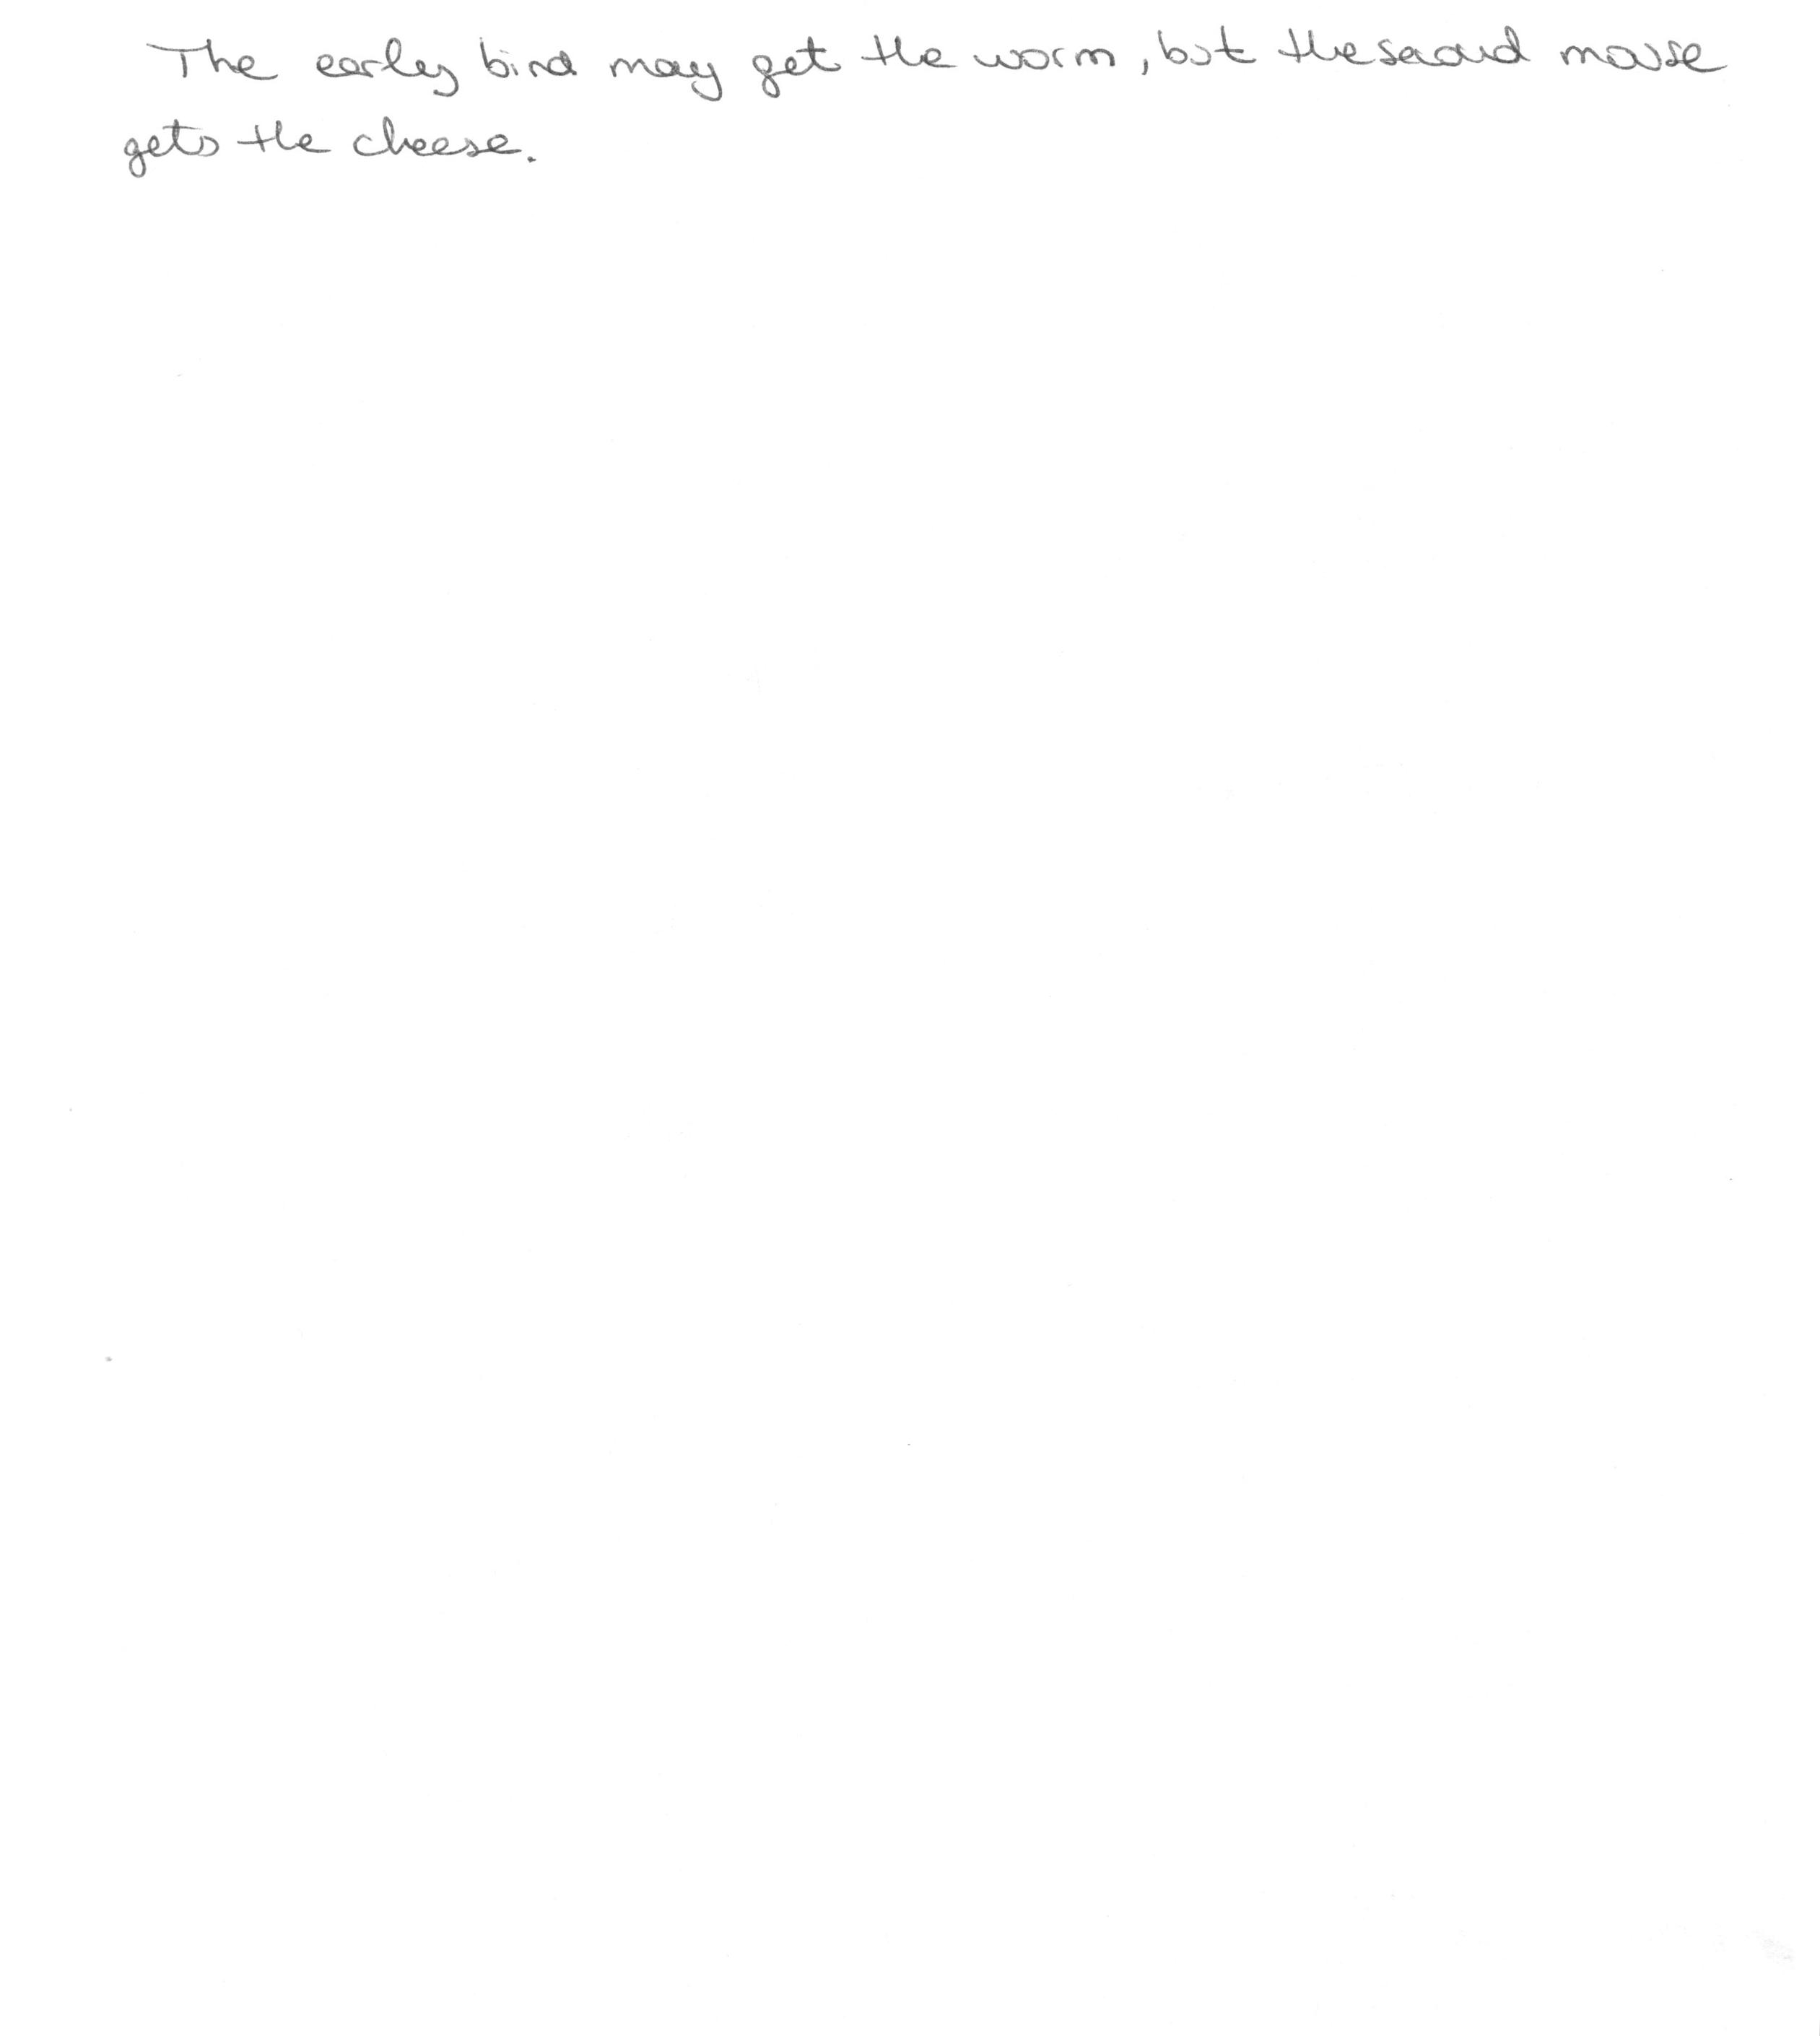 The early bird may get the worm, but the second mouse
gets the cheese.